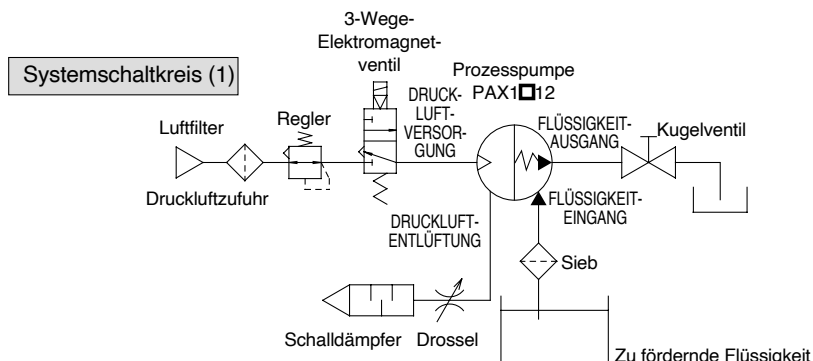 3-Wege-
Elektromagnet-
ventil
Systemschaltkreis (1)
Prozesspumpe
PAX1□12
DRUCK-
LUFT-
VERSOR-
GUNG
Regler
Luftfilter
FLÜSSIGKEIT-
AUSGANG
Kugelventil
Druckluftzufuhr
FLÜSSIGKEIT-
EINGANG
DRUCKLUFT-
ENTLÜFTUNG
Sieb
Schalldämpfer
Drossel
Zu fördernde Flüssigkeit